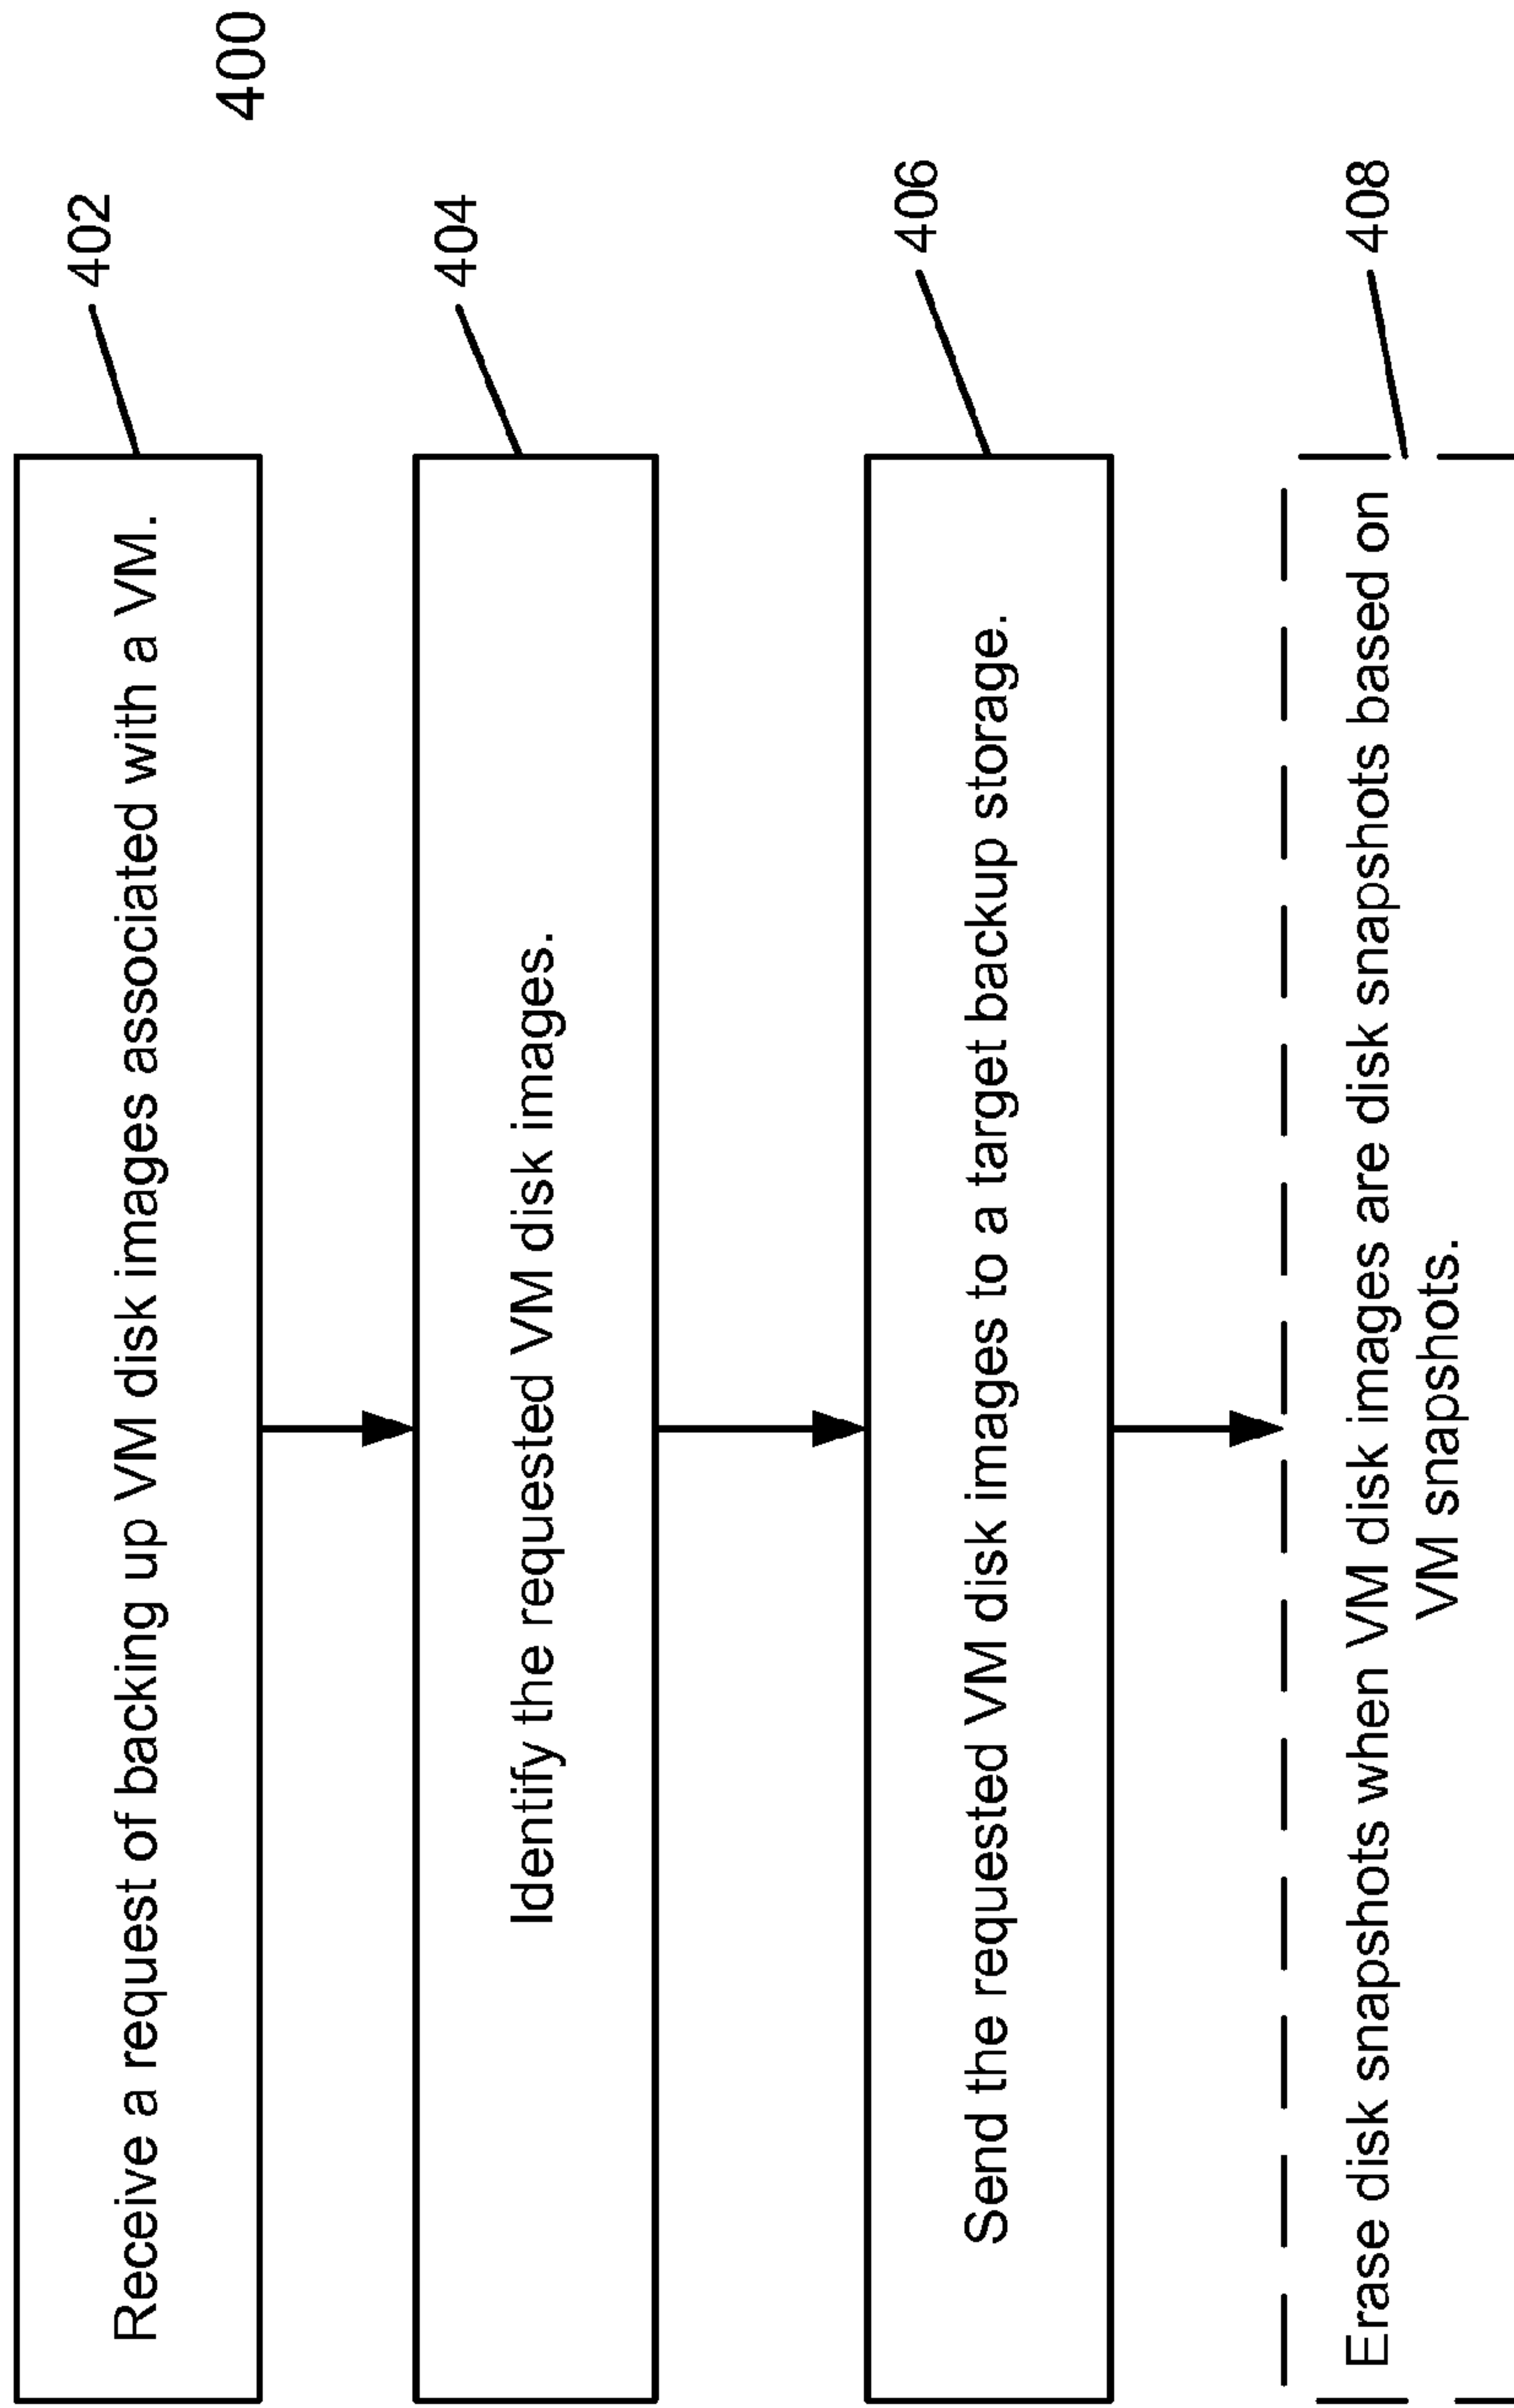 400
Receive a request of backing up VM disk images associated with a VM.
402
Identify the requested VM disk images.
404
Send the requested VM disk images to a target backup storage.
406
Erase disk snapshots when VM disk images are disk snapshots based on
VM snapshots.
408